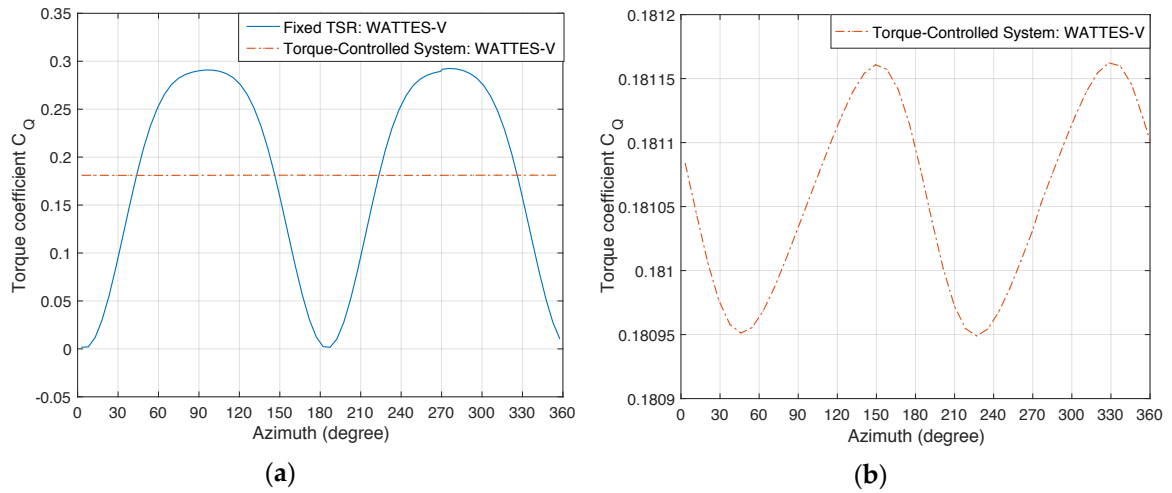 0.35
0.3
0.25
0.2
0.15
0.1
0.05
0
-0.05
Torque coefficient C_Q
Fixed TSR: WATTES-V
Torque-Controlled System: WATTES-V
0 30 60 90 120 150 180 210 240 270 300 330 360
Azimuth (degree)
(a)
0.1812
0.18115
0.1811
0.18105
0.181
0.18095
0.1809
Torque coefficient C_Q
Torque-Controlled System: WATTES-V
0 30 60 90 120 150 180 210 240 270 300 330 360
Azimuth (degree)
(b)